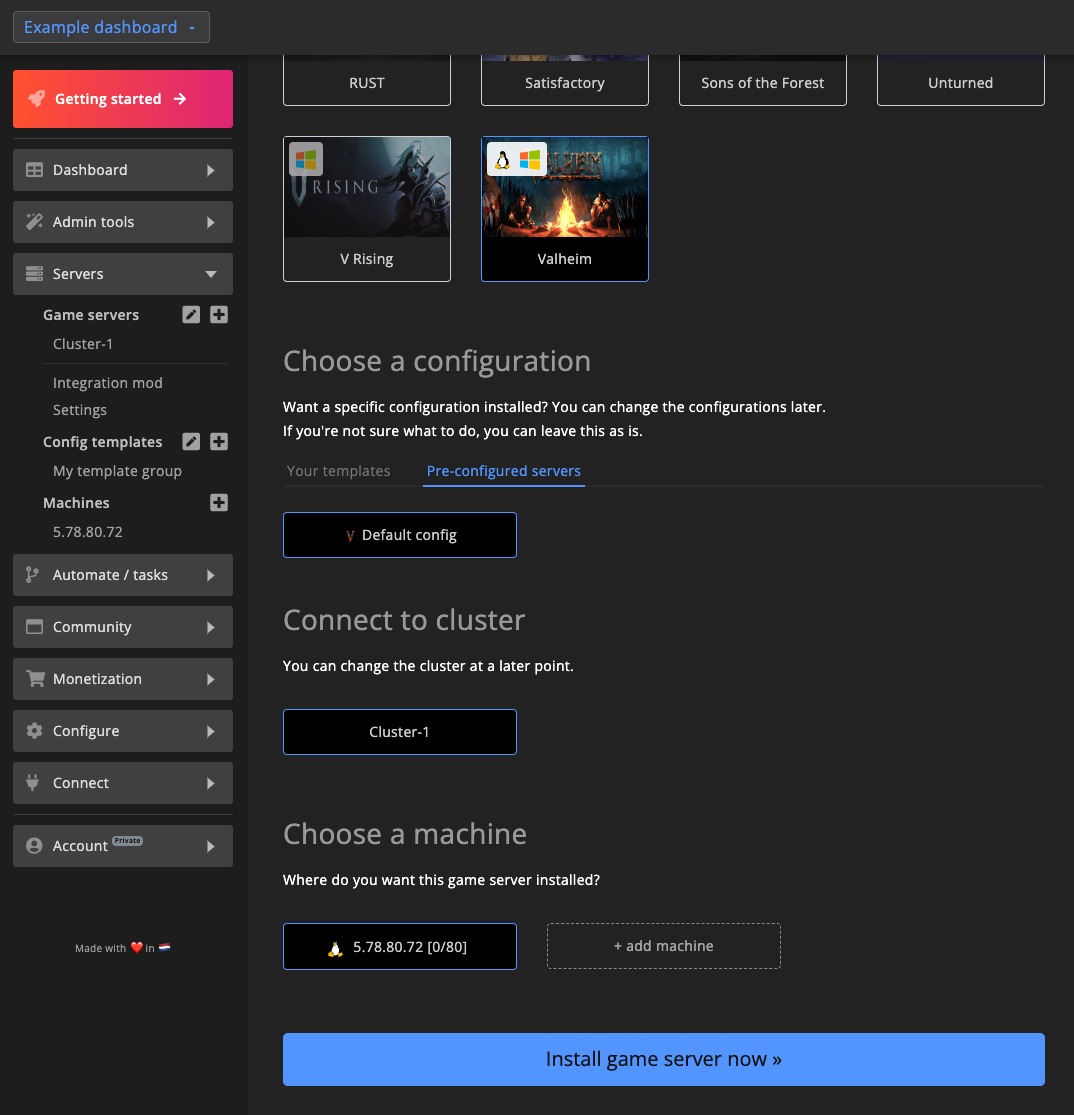 Example dashboard
Getting started
Dashboard
Admin tools
Servers
Game servers
Cluster-1
Integration mod
Settings
Config templates
My template group
Machines
5.78.80.72
Automate / tasks
Community
Monetization
Configure
Connect
Account Private
Made with ❤️ in 🇳🇱
RUST
Satisfactory
Sons of the Forest
Unturned
V RISING
V Rising
Valheim
Choose a configuration
Want a specific configuration installed? You can change the configurations later.
If you're not sure what to do, you can leave this as is.
Your templates
Pre-configured servers
Default config
Connect to cluster
You can change the cluster at a later point.
Cluster-1
Choose a machine
Where do you want this game server installed?
5.78.80.72 [0/80]
+ add machine
Install game server now »